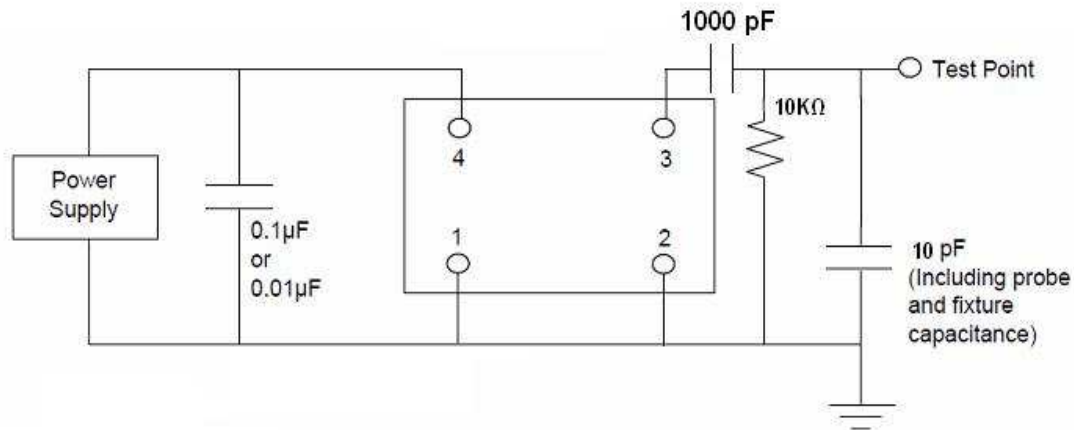 1000 pF
Test Point
10KΩ
4
3
Power
Supply
0.1µF
or
0.01µF
1
2
10 pF
(Including probe
and fixture
capacitance)